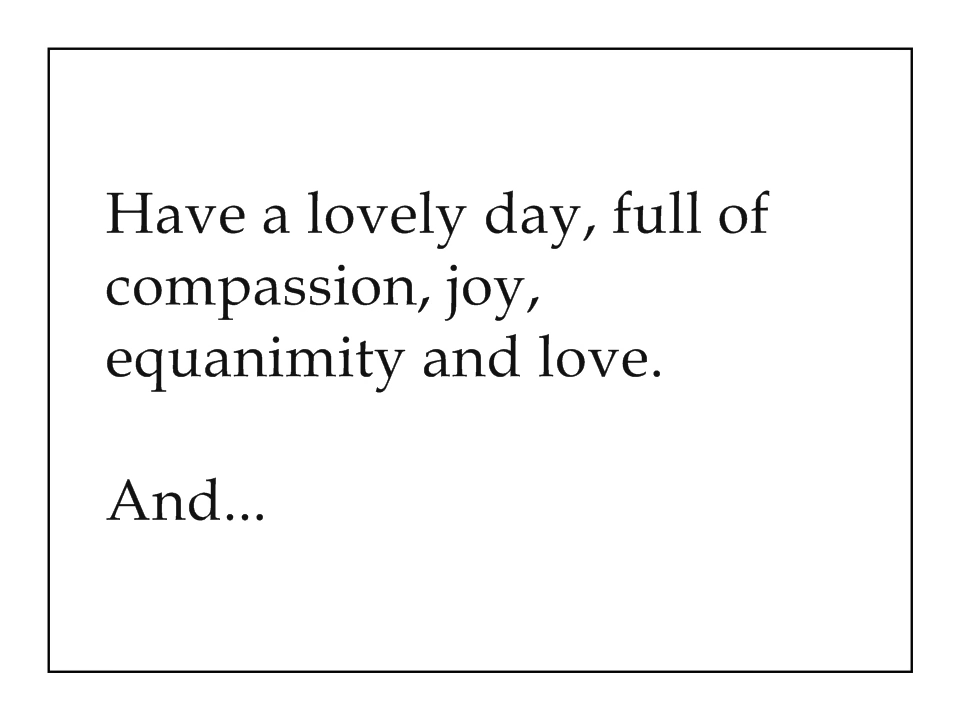 Have a lovely day, full of
compassion, joy,
equanimity and love.
And...